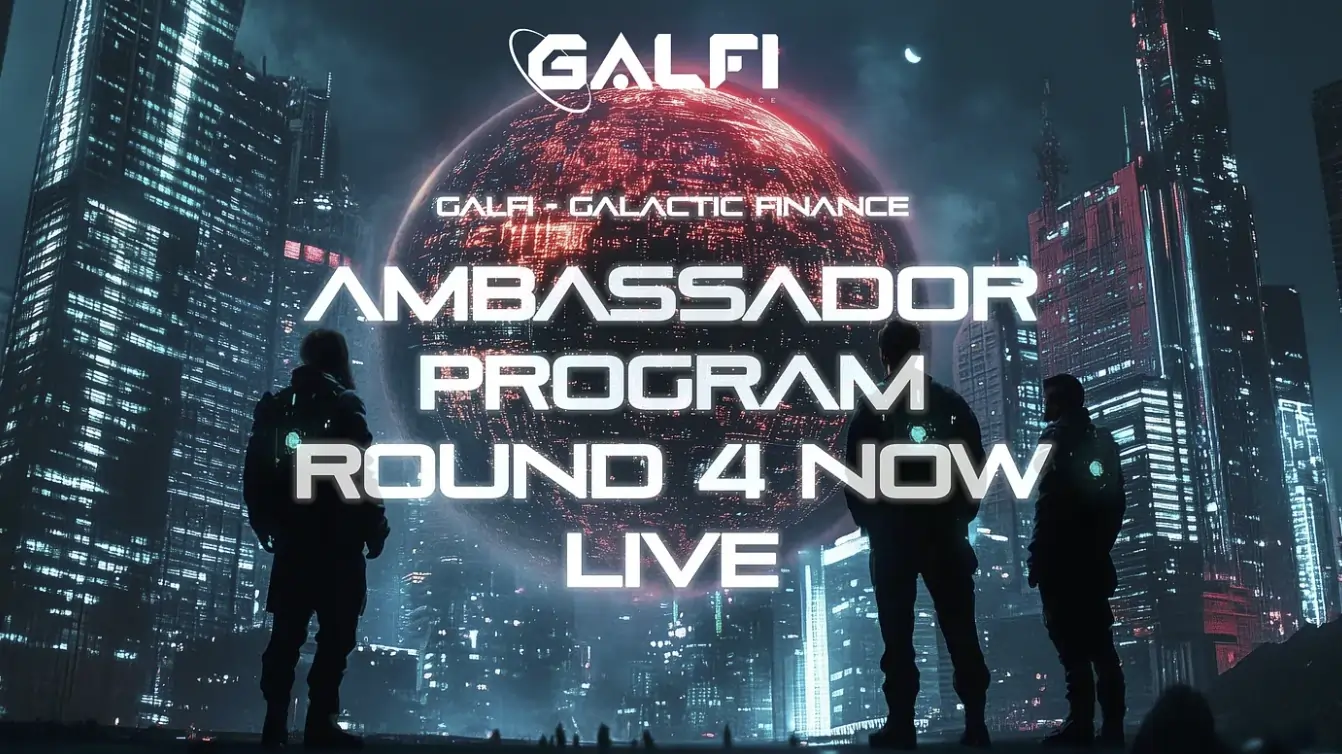 GALFI
GALFI - GALACTIC FINANCE
AMBASSADOR
PROGRAM
ROUND 4 NOW
LIVE